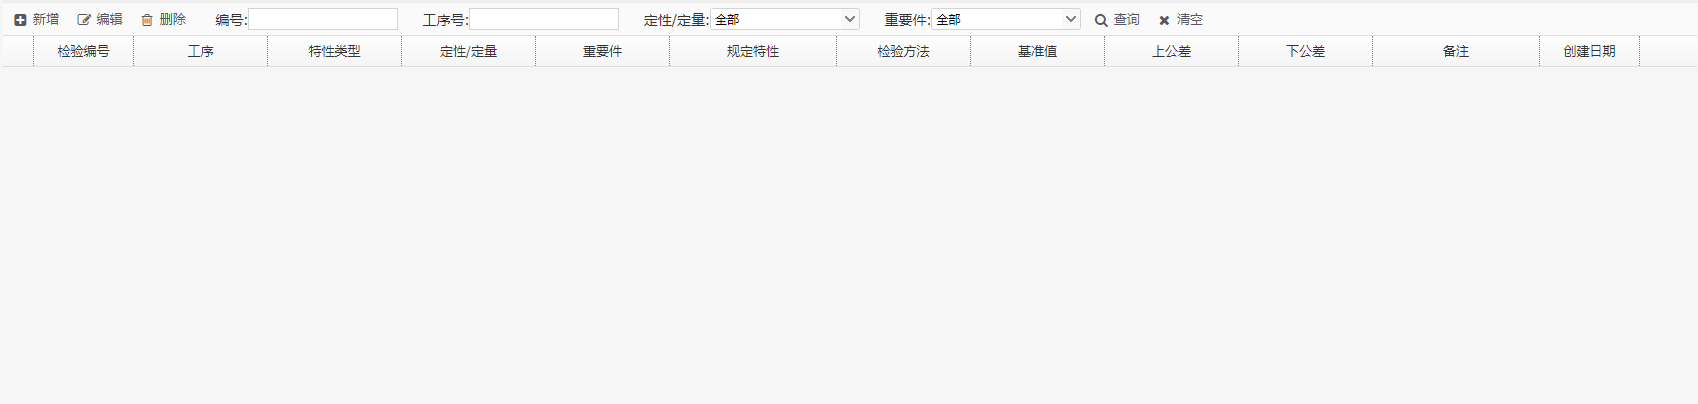 新增 编辑 删除 编号: 工序号: 定性/定量: 全部 重要件: 全部 查询 清空
检验编号 工序 特性类型 定性/定量 重要件 规定特性 检验方法 基准值 上公差 下公差 备注 创建日期